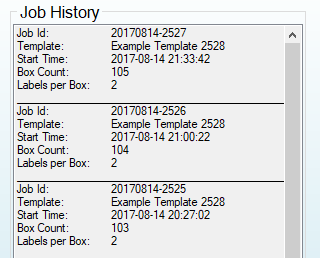 Job History
Job Id: 20170814-2527
Template: Example Template 2528
Start Time: 2017-08-14 21:33:42
Box Count: 105
Labels per Box: 2
Job Id: 20170814-2526
Template: Example Template 2528
Start Time: 2017-08-14 21:00:22
Box Count: 104
Labels per Box: 2
Job Id: 20170814-2525
Template: Example Template 2528
Start Time: 2017-08-14 20:27:02
Box Count: 103
Labels per Box: 2